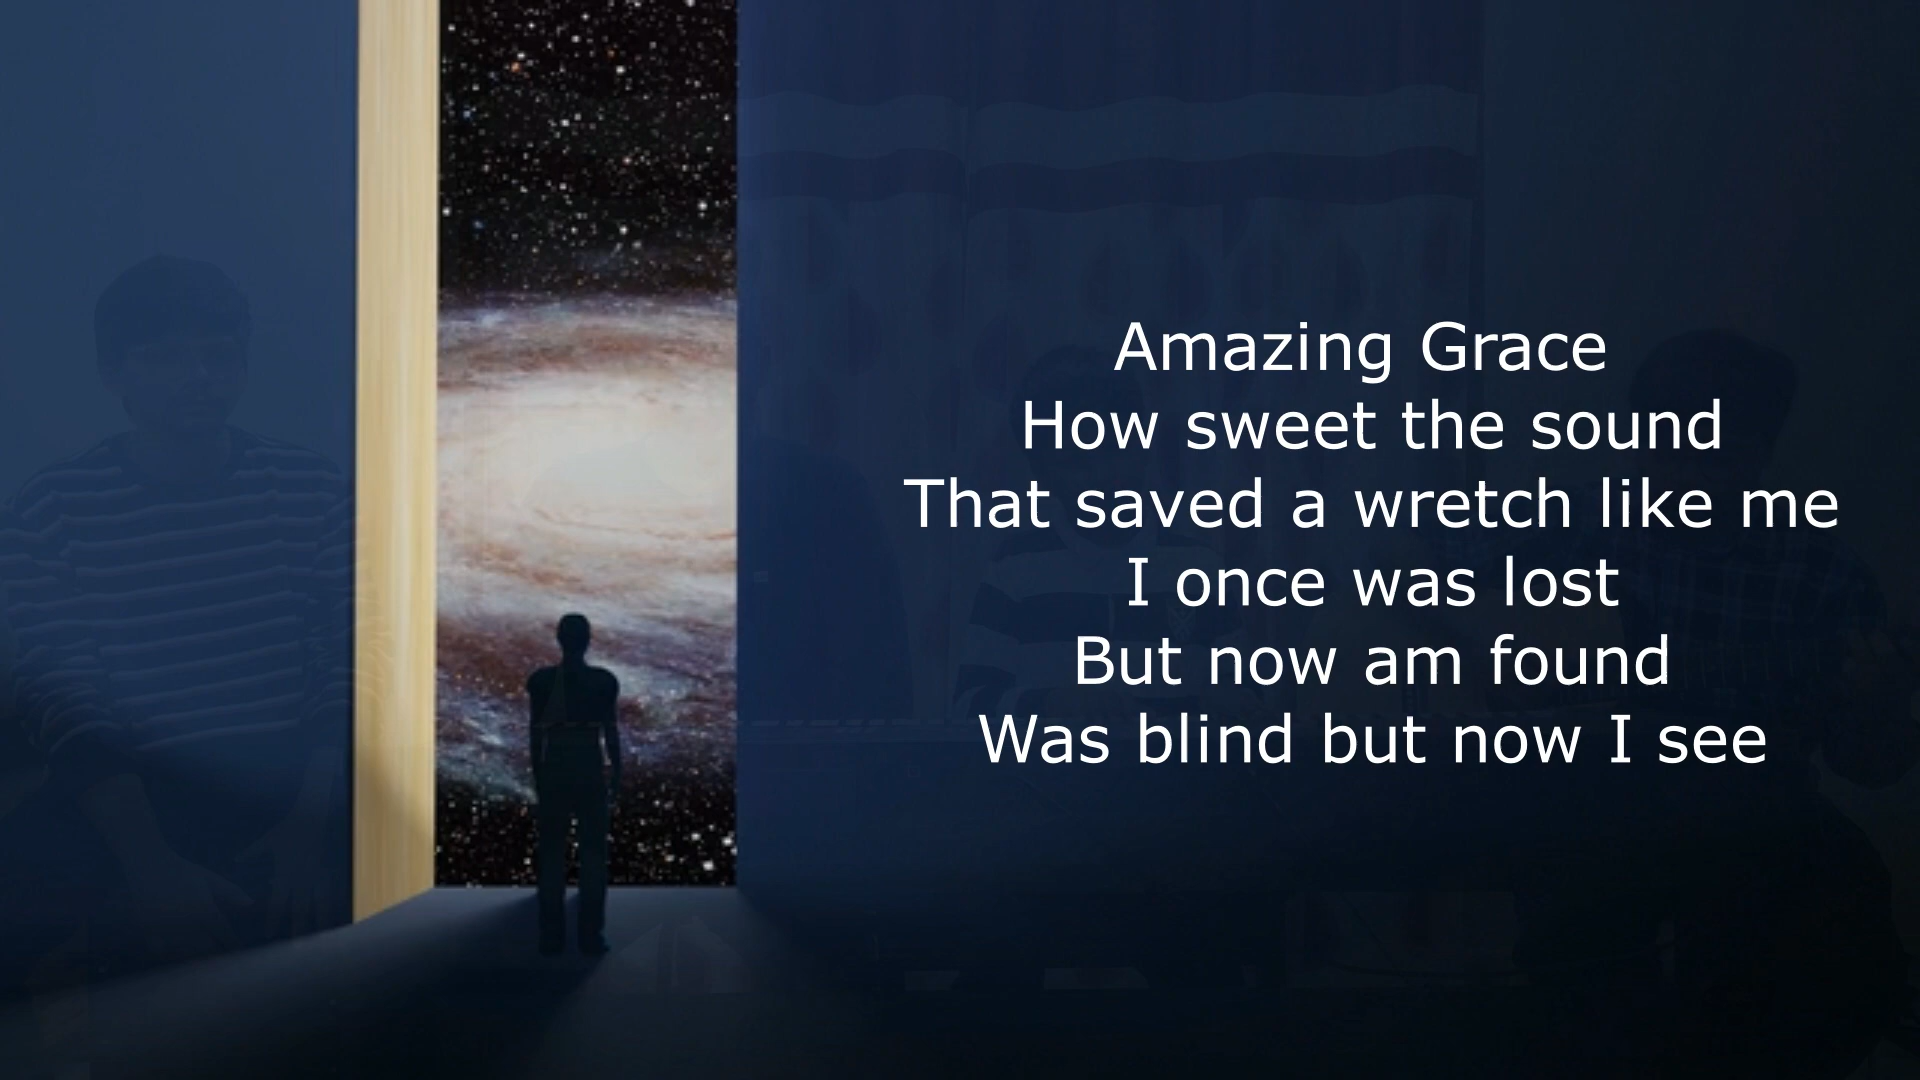 Amazing Grace
How sweet the sound
That saved a wretch like me
I once was lost
But now am found
Was blind but now I see